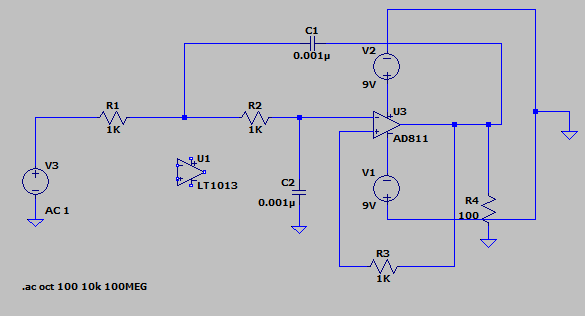 C1
0.001µ
V2
9V
R1
1K
R2
1K
U3
AD811
U1
LT1013
V3
AC 1
C2
0.001µ
V1
9V
R4
100
R3
1K
.ac oct 100 10k 100MEG